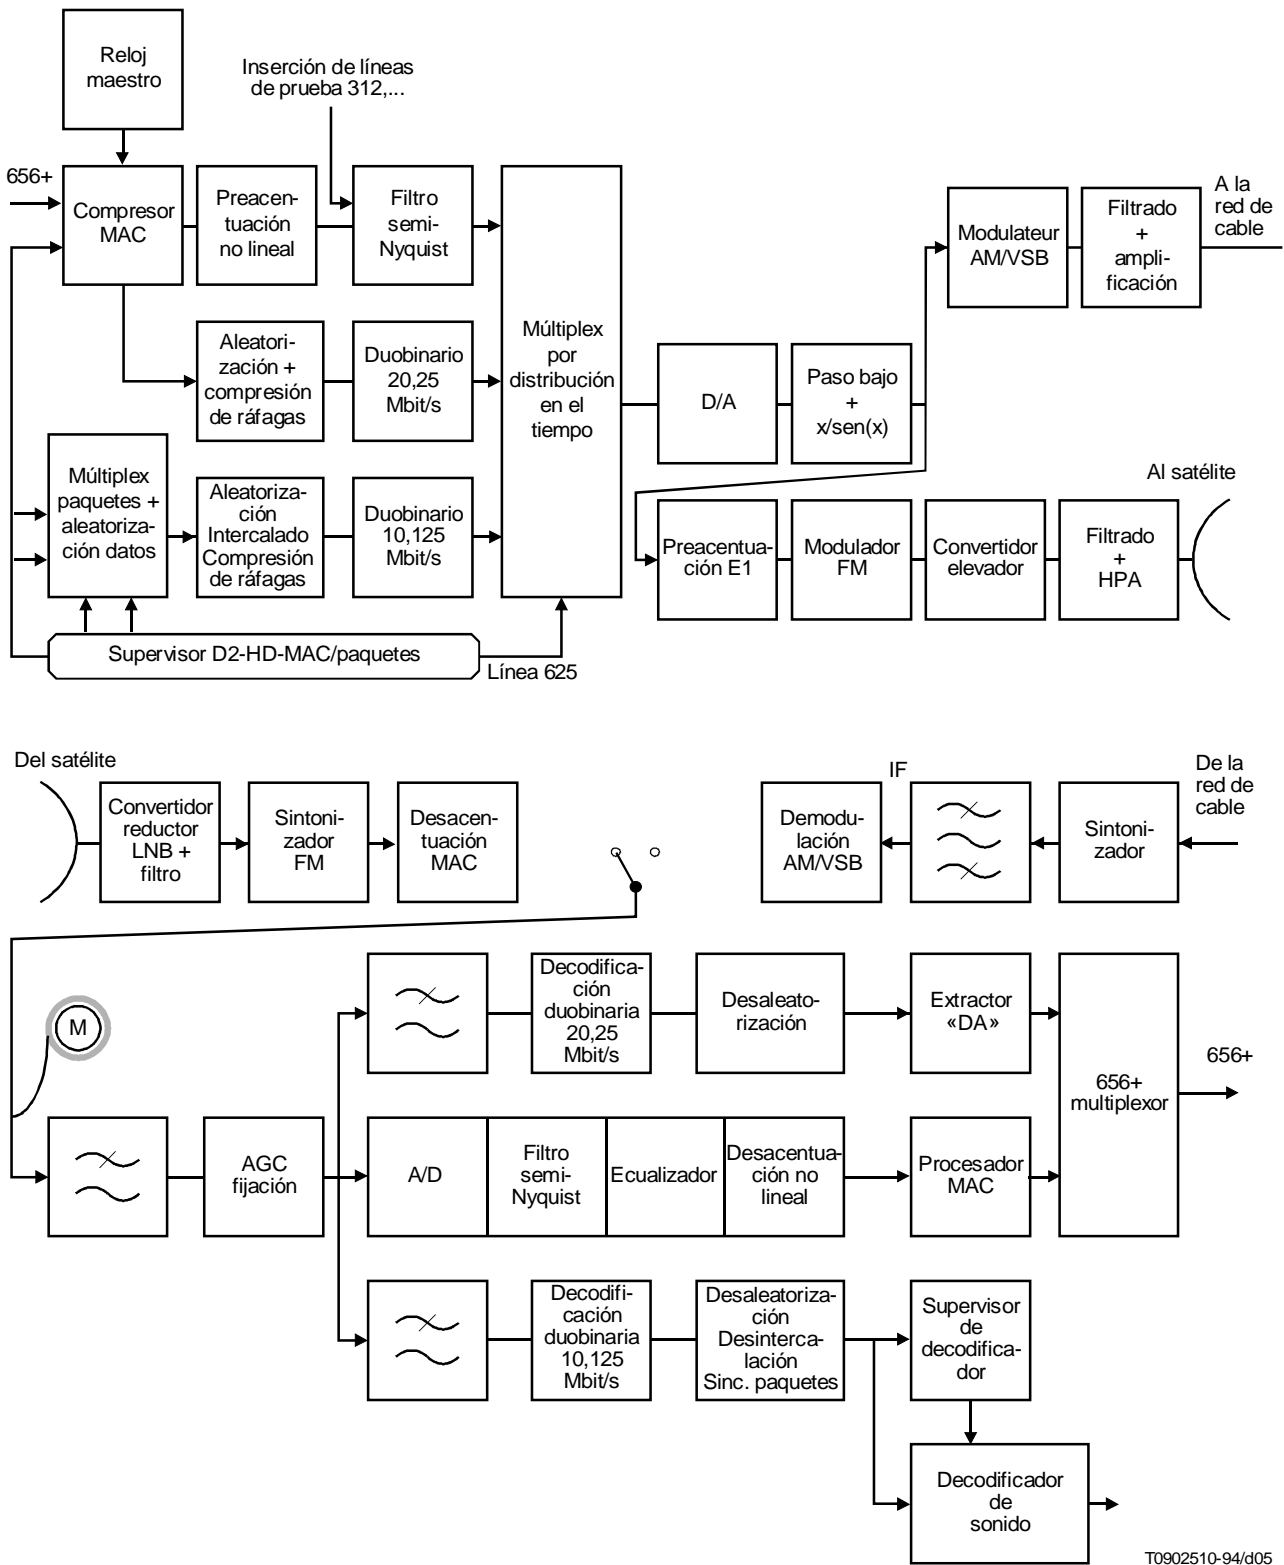 Reloj
maestro
Inserción de líneas
de prueba 312,...
656+
Compresor
MAC
Preacen-
tuación
no lineal
Filtro
semi-
Nyquist
Aleatori-
zación +
compresión
de ráfagas
Duobinario
20,25
Mbit/s
Múltiplex
por
distribución
en el
tiempo
D/A
Paso bajo
+
x/sen(x)
Modulateur
AM/VSB
Filtrado
+
ampli-
ficación
A la
red de
cable
Múltiplex
paquetes +
aleatoriza-
ción datos
Aleatoriza-
ción
Intercalado
Compresión
de ráfagas
Duobinario
10,125
Mbit/s
Preacentua-
ción E1
Modulador
FM
Convertidor
elevador
Filtrado
+
HPA
Al satélite
Supervisor D2-HD-MAC/paquetes
Línea 625
Del satélite
Convertidor
reductor
LNB +
filtro
Sintoni-
zador
FM
Desacen-
tuación
MAC
Demodu-
lación
AM/VSB
IF
Sintoni-
zador
De la
red de
cable
M
Decodifica-
ción
duobinaria
20,25
Mbit/s
Desaleato-
rización
Extractor
«DA»
656+
multiplexor
656+
AGC
fijación
A/D
Filtro
semi-
Nyquist
Ecualizador
Desacentua-
ción no
lineal
Procesador
MAC
Decodifi-
cación
duobinaria
10,125
Mbit/s
Desaleatoriza-
ción
Desinterca-
lación
Sinc. paquetes
Supervisor
de
decodifica-
dor
Decodificador
de
sonido
T0902510-94/d05